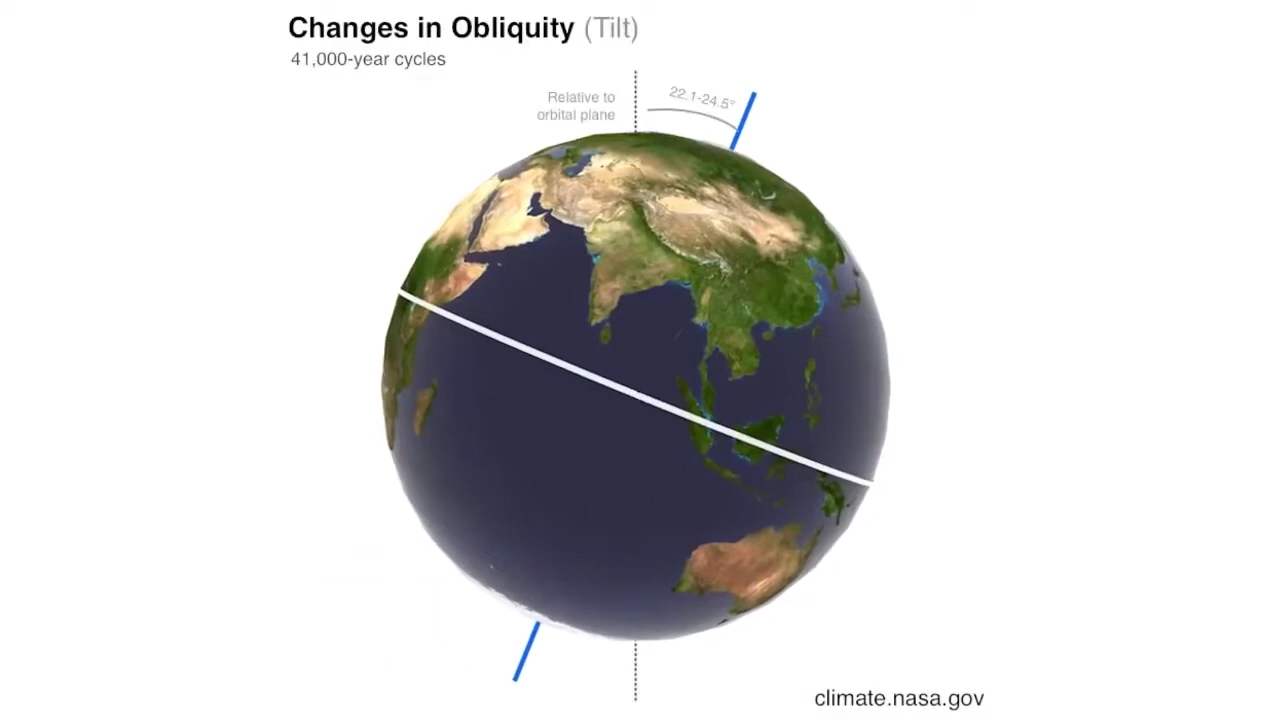 Changes in Obliquity (Tilt)
41,000-year cycles
Relative to
orbital plane
22.1-24.5°
climate.nasa.gov